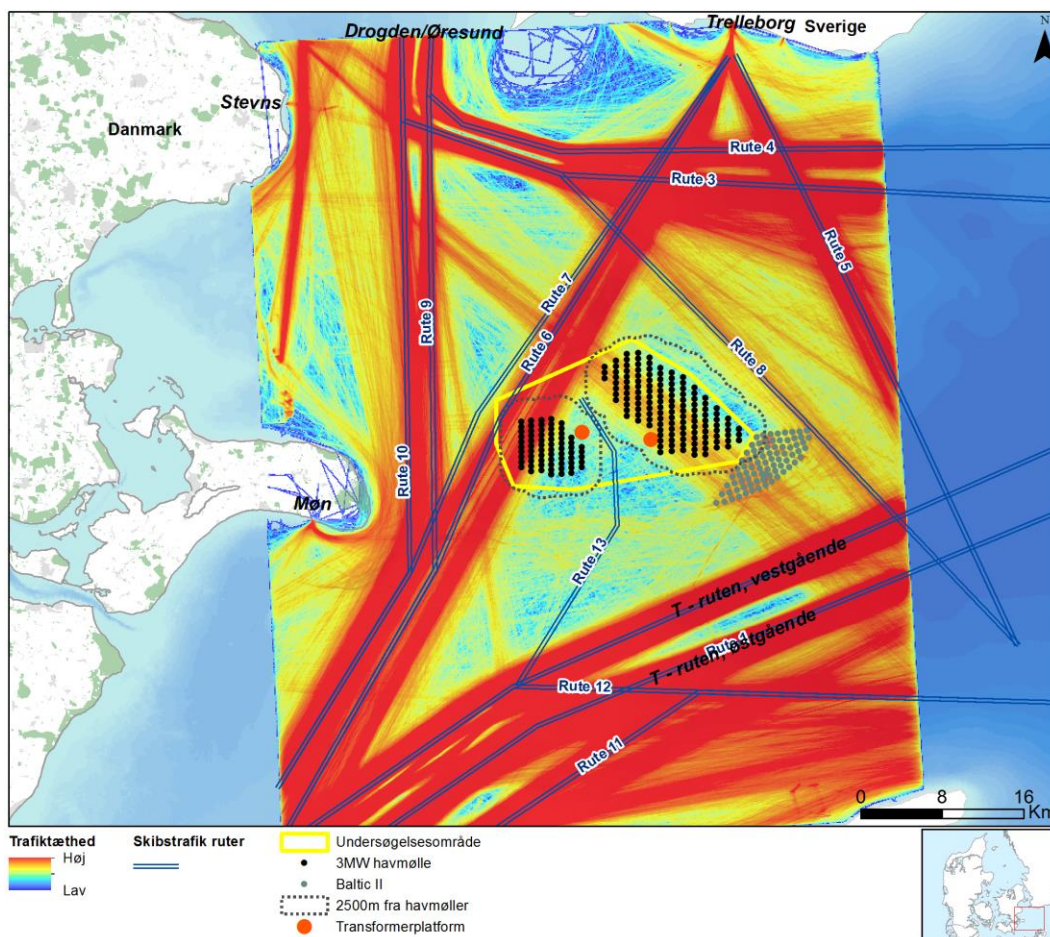 Drogden/Øresund
Trelleborg
Sverige
N
Stevns
Danmark
Rute 4
Rute 3
Rute 5
Rute 7
Rute 9
Rute 6
Rute 8
Rute 10
Møn
Rute 13
T - ruten, vestgående
Rute 1
T - ruten, østgående
Rute 12
Rute 11
0 8 16
Km
Trafiktæthed
Høj
Lav
Skibstrafik ruter
Undersøgelsesområde
3MW havmølle
Baltic II
2500m fra havmøller
Transformerplatform